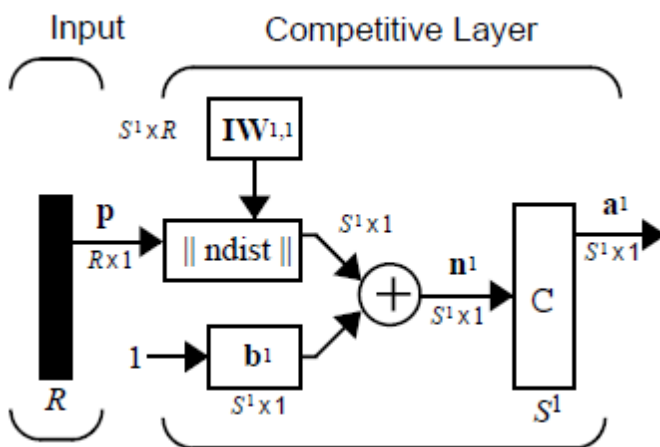 Input
Competitive Layer
S¹ x R
IW1,1
p
R x 1
|| ndist ||
S¹ x 1
+
n¹
S¹ x 1
C
a¹
S¹ x 1
1
b¹
S¹ x 1
R
S¹